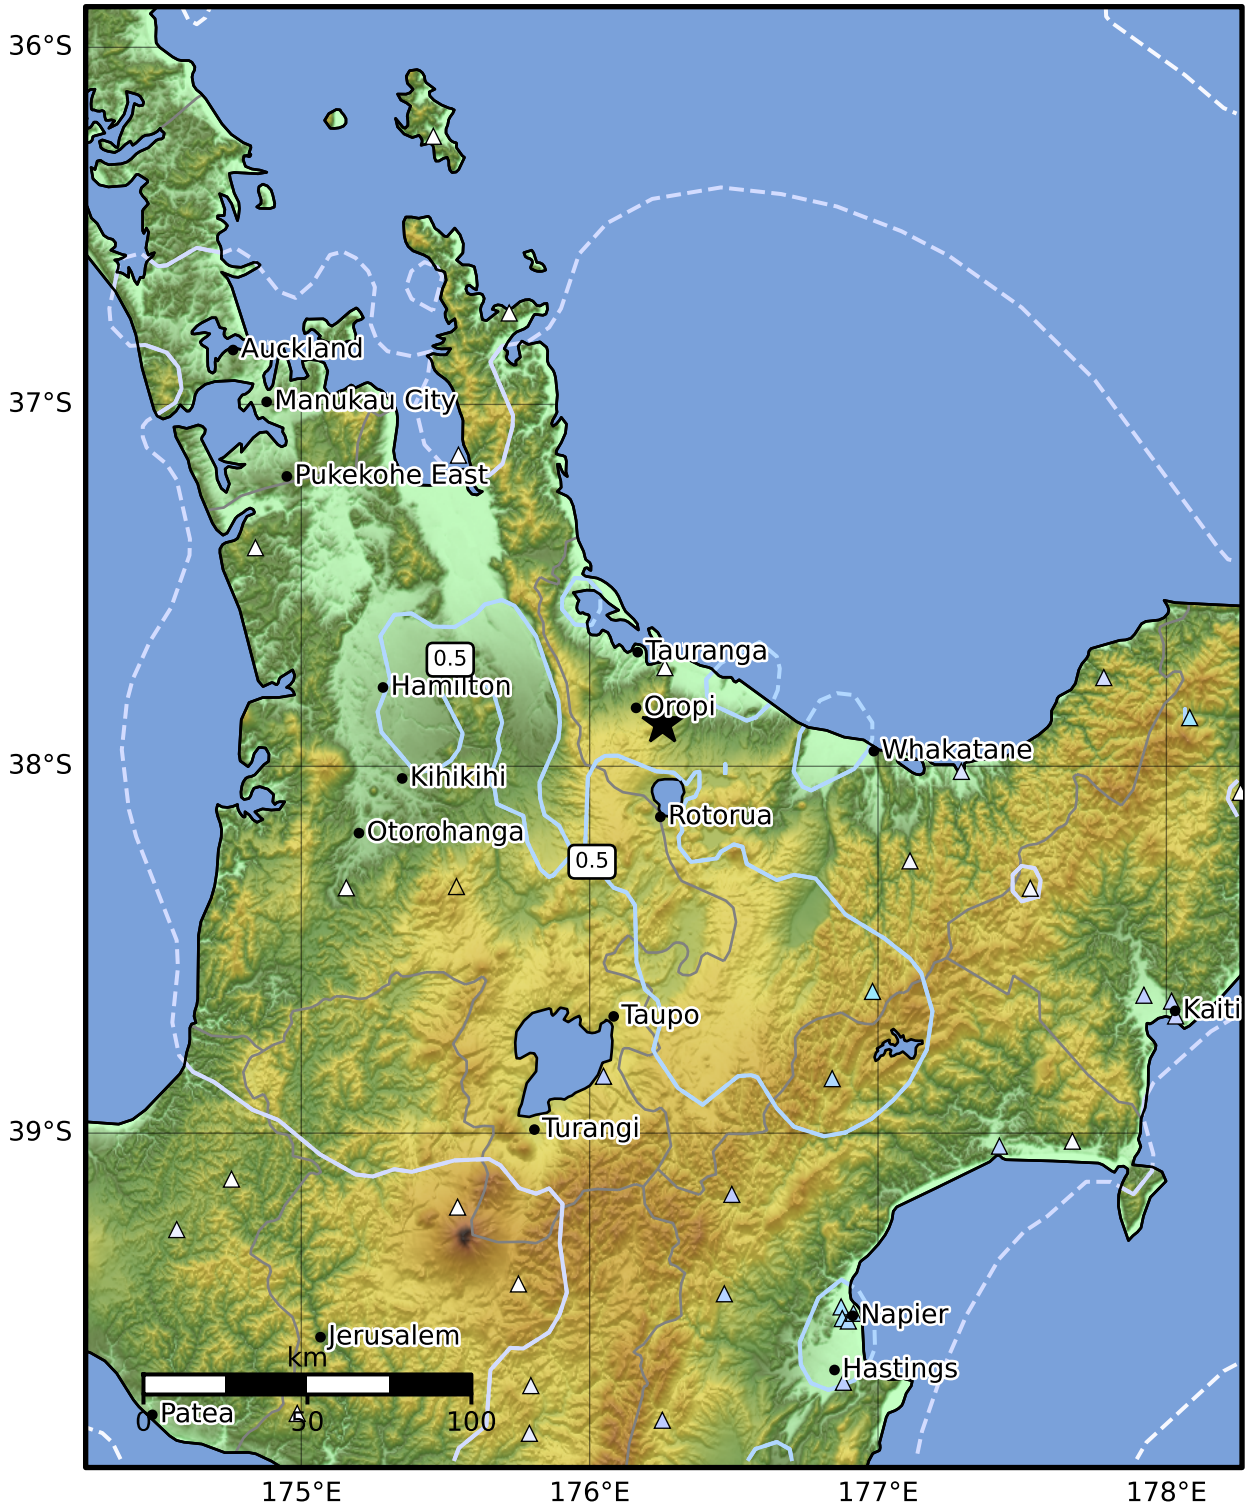 36°S
Auckland
37°S
Manukau City
Pukekohe East
Tauranga
0.5
Hamilton
Oropi
38°S
Whakatane
Kihikihi
Rotorua
Otorohanga
0.5
Taupo
Kaiti
39°S
Turangi
Napier
Jerusalem
km
Hastings
Patea
0 50 100
175°E 176°E 177°E 178°E